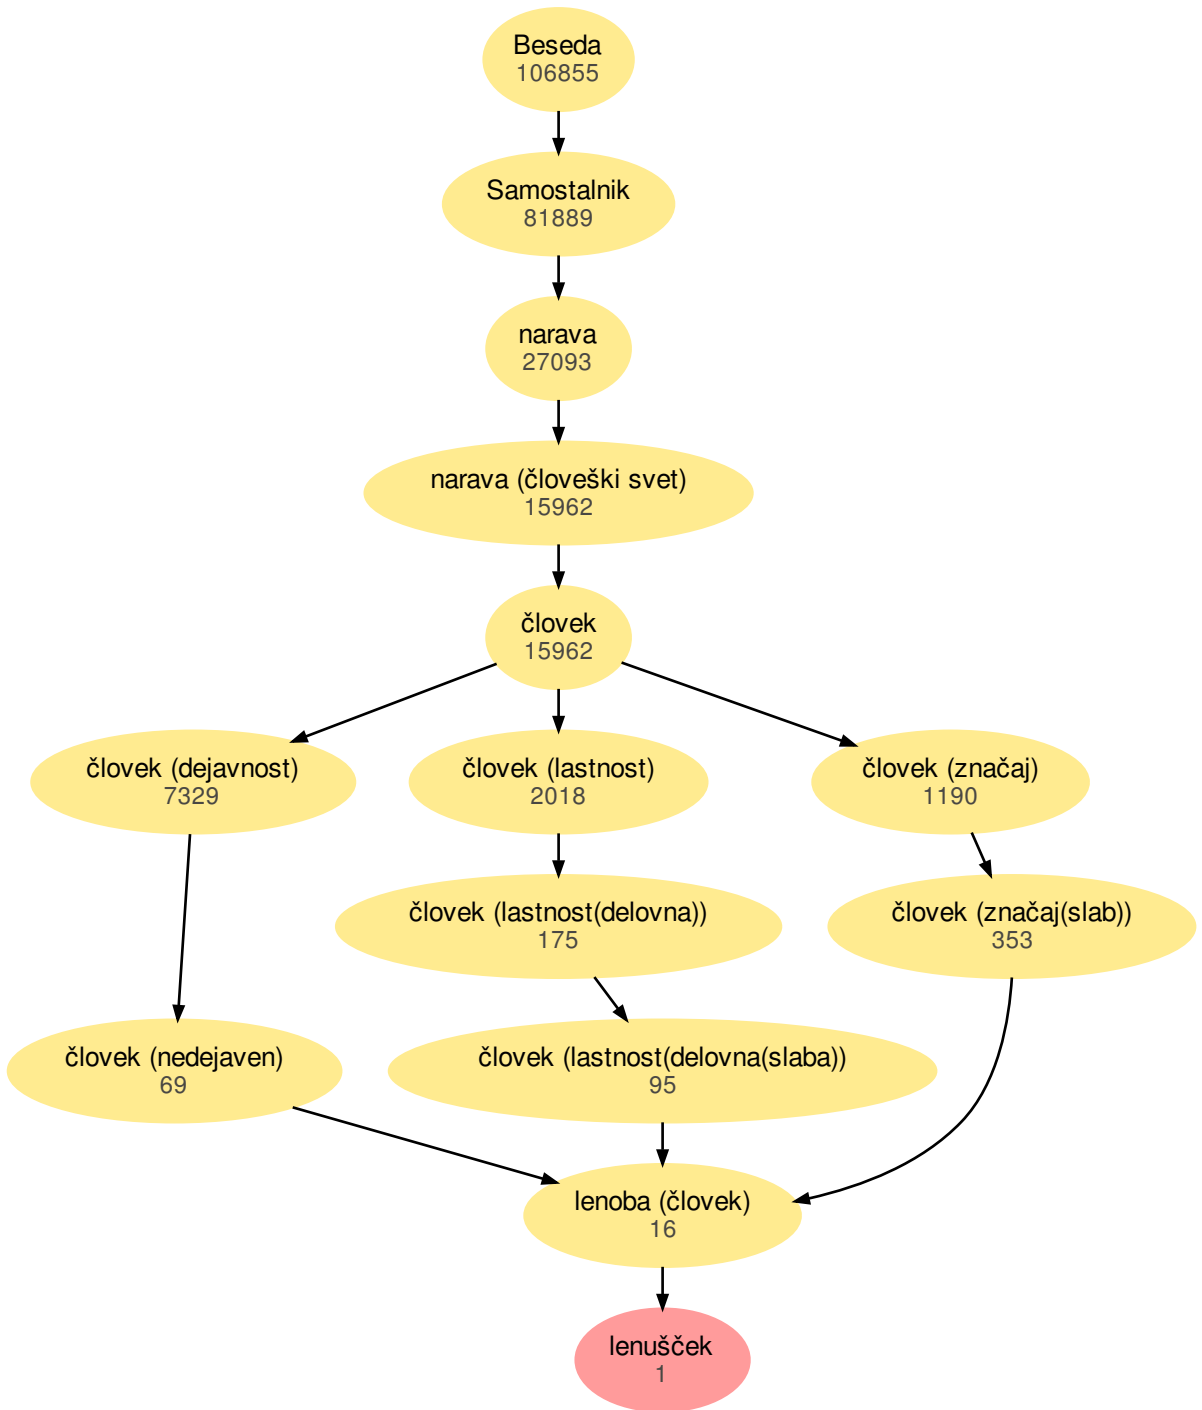 Beseda
106855
Samostalnik
81889
narava
27093
narava (človeški svet)
15962
človek
15962
človek (dejavnost)
7329
človek (lastnost)
2018
človek (značaj)
1190
človek (lastnost(delovna))
175
človek (značaj(slab))
353
človek (nedejaven)
69
človek (lastnost(delovna(slaba))
95
lenoba (človek)
16
lenušček
1